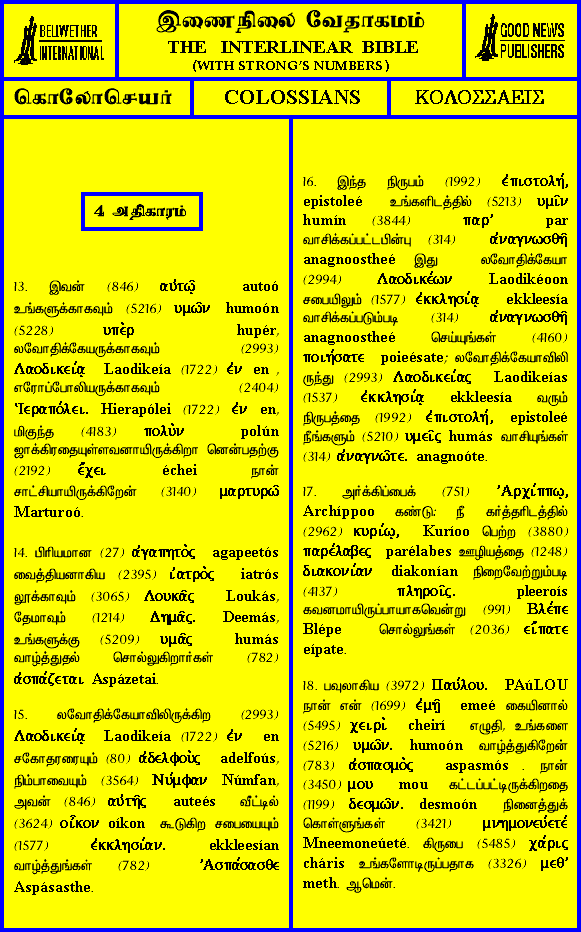 BELLWETHER
INTERNATIONAL
இணைநிலை வேதாகமம்
THE INTERLINEAR BIBLE
(WITH STRONG'S NUMBERS)
GOOD NEWS
PUBLISHERS
கொலோசெயர்
COLOSSIANS
ΚΟΛΟΣΣΑΕΙΣ
4 அதிகாரம்
13. இவன் (846) αὐτῷ autoó
உங்களுக்காகவும் (5216) υμῶν humoón
(5228) υπὲρ hupér,
லவோதிக்கேயருக்காகவும் (2993)
Λαοδικείᾳ Laodikeía (1722) ἐν en ,
எரோப்போலியருக்காகவும் (2404)
Ἱεραπόλει. Hierapólei (1722) ἐν en,
மிகுந்த (4183) πολὺν polún
ஜாக்கிரதையுள்ளவனாயிருக்கிறா னென்பதற்கு
(2192) ἔχει échei நான்
சாட்சியாயிருக்கிறேன் (3140) μαρτυρῶ
Marturoó.
14. பிரியமான (27) ἀγαπητὸς agapeetós
வைத்தியனாகிய (2395) ἰατρὸς iatrós
லூக்காவும் (3065) Λουκᾶς Loukás,
தேமாவும் (1214) Δημᾶς. Deemás,
உங்களுக்கு (5209) υμᾶς humás
வாழ்த்துதல் சொல்லுகிறார்கள் (782)
ἀσπάζεται Aspázetai.
15. லவோதிக்கேயாவிலிருக்கிற (2993)
Λαοδικείᾳ Laodikeía (1722) ἐν en
சகோதரரையும் (80) ἀδελφοὺς adelfoús,
நிம்பாவையும் (3564) Νύμφαν Númfan,
அவன் (846) αὐτῆς auteés வீட்டில்
(3624) οἶκον oíkon கூடுகிற சபையையும்
(1577) ἐκκλησίαν. ekkleesían
வாழ்த்துங்கள் (782) Ἀσπάσασθε
Aspásasthe.
16. இந்த நிருபம் (1992) ἐπιστολή,
epistoleé உங்களிடத்தில் (5213) υμῖν
humín (3844) παρ' par
வாசிக்கப்பட்டபின்பு (314) ἀναγνωσθῇ
anagnoostheé இது லவோதிக்கேயா
(2994) Λαοδικέων Laodikéoon
சபையிலும் (1577) ἐκκλησίᾳ ekkleesía
வாசிக்கப்படும்படி (314) ἀναγνωσθῇ
anagnoostheé செய்யுங்கள் (4160)
ποιήσατε poieésate; லவோதிக்கேயாவிலி
ருந்து (2993) Λαοδικείας Laodikeías
(1537) ἐκκλησίᾳ ekkleesía வரும்
நிருபத்தை (1992) ἐπιστολή, epistoleé
நீங்களும் (5210) υμεῖς humás வாசியுங்கள்
(314) ἀναγνῶτε. anagnoóte.
17. அர்க்கிப்பைக் (751) Ἀρχίππῳ,
Archíppoo கண்டு: நீ கர்த்தரிடத்தில்
(2962) κυρίῳ, Kuríoo பெற்ற (3880)
παρέλαβες parélabes ஊழியத்தை (1248)
διακονίαν diakonían நிறைவேற்றும்படி
(4137) πληροῖς. pleeroís
கவனமாயிருப்பாயாகவென்று (991) Βλέπε
Blépe சொல்லுங்கள் (2036) εἴπατε
eípate.
18. பவுலாகிய (3972) Παύλου. PAúLOU
நான் என் (1699) ἐμῇ emeé கையினால்
(5495) χειρὶ cheirí எழுதி, உங்களை
(5216) υμῶν. humoón வாழ்த்துகிறேன்
(783) ἀσπασμὸς aspasmós . நான்
(3450) μου mou கட்டப்பட்டிருக்கிறதை
(1199) δεσμῶν. desmoón நினைத்துக்
கொள்ளுங்கள் (3421) μνημονεύετέ
Mneemoneúeté. கிருபை (5485) χάρις
cháris உங்களோடிருப்பதாக (3326) μεθ'
meth. ஆமென்.